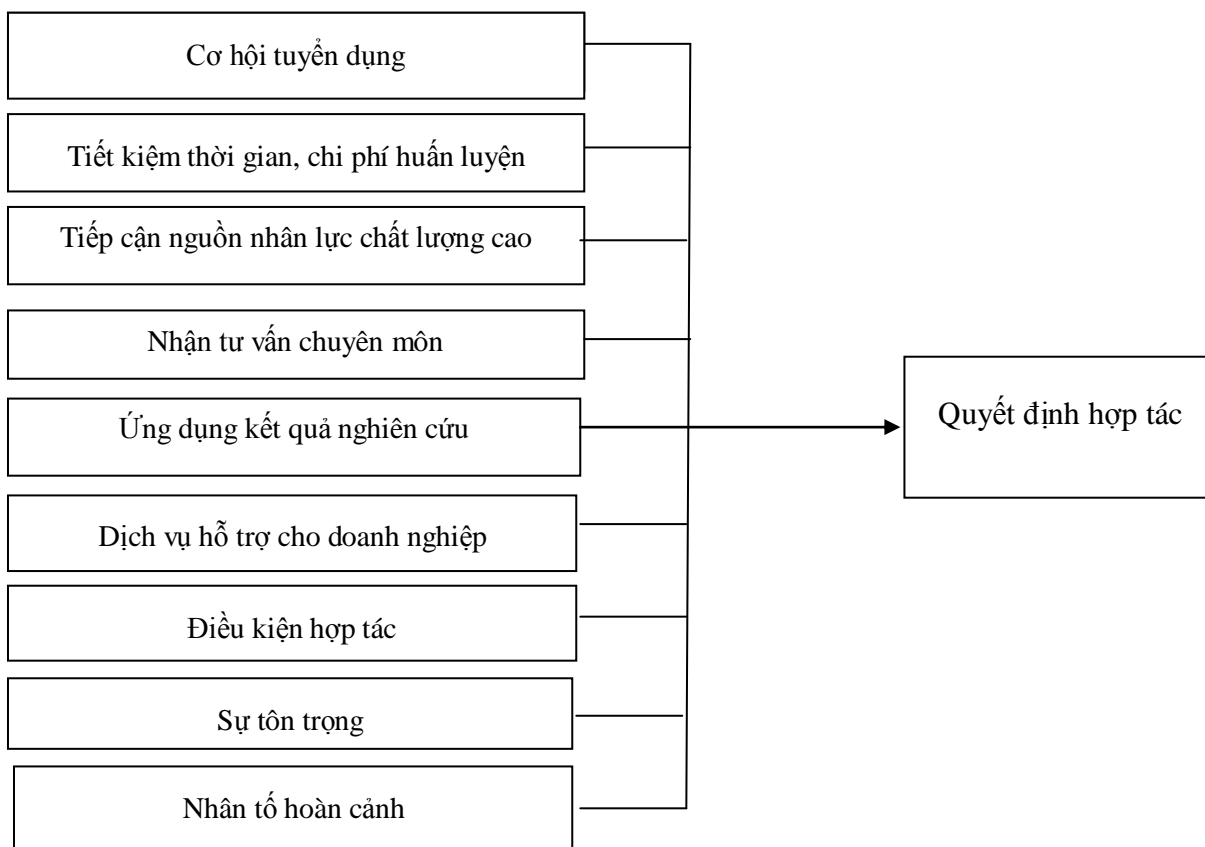 Cơ hội tuyển dụng
Tiết kiệm thời gian, chi phí huấn luyện
Tiếp cận nguồn nhân lực chất lượng cao
Nhận tư vấn chuyên môn
Ứng dụng kết quả nghiên cứu
Dịch vụ hỗ trợ cho doanh nghiệp
Điều kiện hợp tác
Sự tôn trọng
Nhân tố hoàn cảnh
Quyết định hợp tác